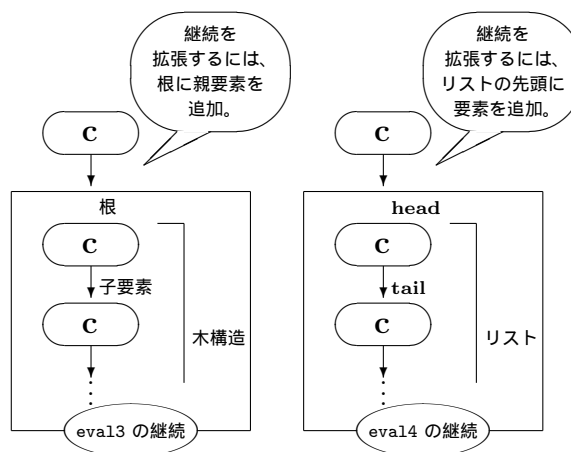 継続を
拡張するには、
根に親要素を
追加。
C
根
C
子要素
C
木構造
eval3 の継続
継続を
拡張するには、
リストの先頭に
要素を追加。
C
head
C
tail
C
リスト
eval4 の継続